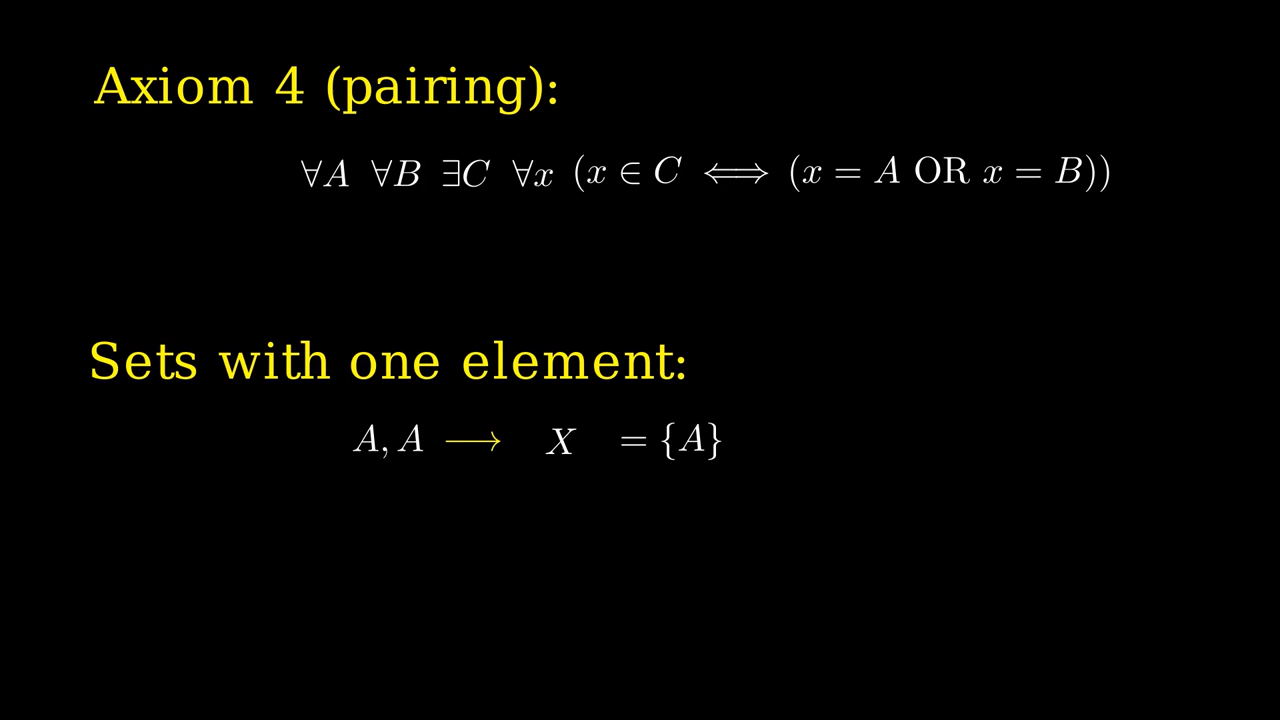 Axiom 4 (pairing):
∀A ∀B ∃C ∀x (x ∈ C ⟺ (x = A OR x = B))
Sets with one element:
A, A ⟶ X = {A}